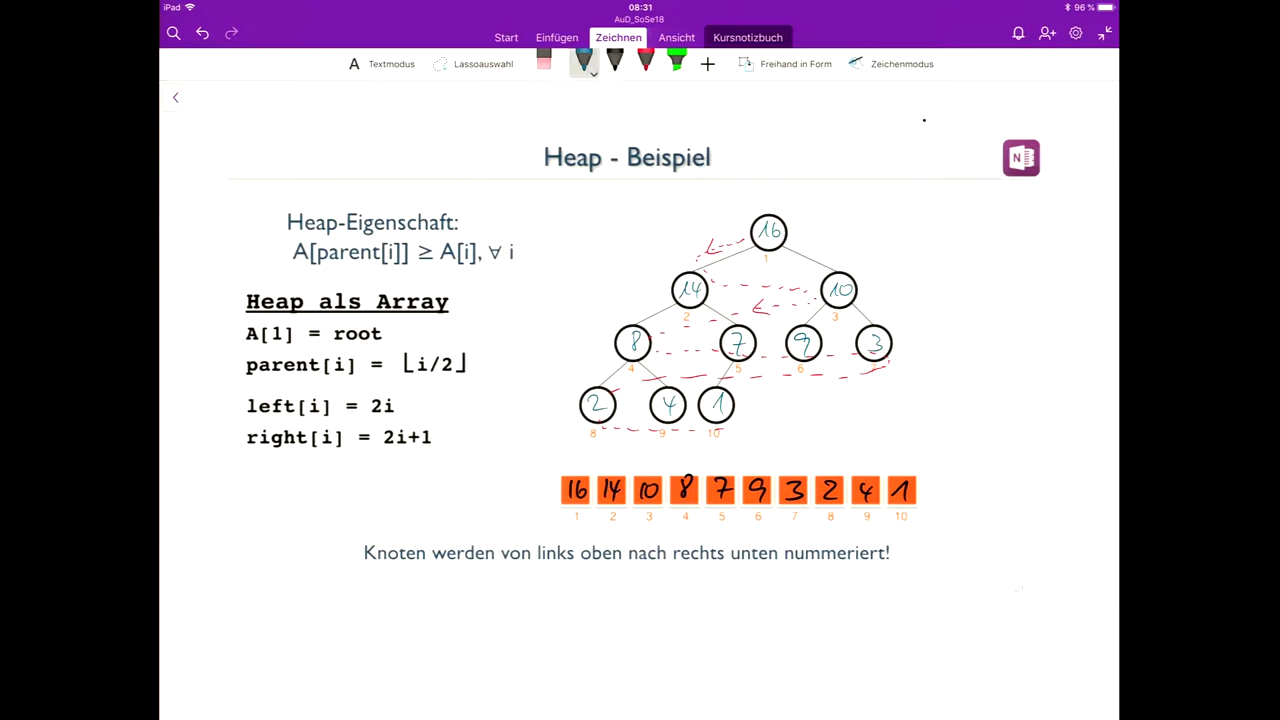 iPad 08:31 96 %
AuD_SoSe18
Start Einfügen Zeichnen Ansicht Kursnotizbuch
A Textmodus Lassoauswahl Freihand in Form Zeichenmodus
Heap - Beispiel
N
Heap-Eigenschaft:
A[parent[i]] ≥ A[i], ∀ i
Heap als Array
A[1] = root
parent[i] = ⌊i/2⌋
left[i] = 2i
right[i] = 2i+1
16
1
14 10
2 3
8 7 9 3
4 5 6 7
2 4 1
8 9 10
16 14 10 8 7 9 3 2 4 1
1 2 3 4 5 6 7 8 9 10
Knoten werden von links oben nach rechts unten nummeriert!